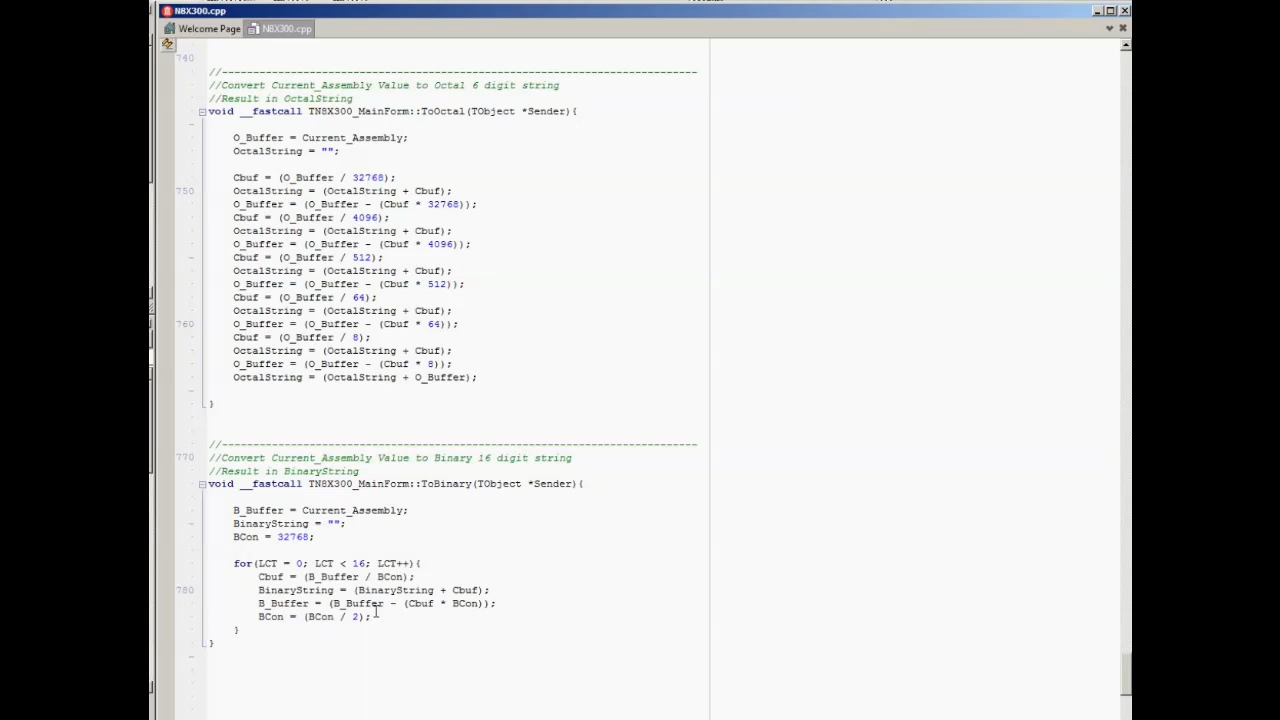 N8X300.cpp
Welcome Page N8X300.cpp
740
//-----------------------------------------------------------------------------
//Convert Current_Assembly Value to Octal 6 digit string
//Result in OctalString
void __fastcall TN8X300_MainForm::ToOctal(TObject *Sender){
O_Buffer = Current_Assembly;
OctalString = "";
Cbuf = (O_Buffer / 32768);
750 OctalString = (OctalString + Cbuf);
O_Buffer = (O_Buffer - (Cbuf * 32768));
Cbuf = (O_Buffer / 4096);
OctalString = (OctalString + Cbuf);
O_Buffer = (O_Buffer - (Cbuf * 4096));
Cbuf = (O_Buffer / 512);
OctalString = (OctalString + Cbuf);
O_Buffer = (O_Buffer - (Cbuf * 512));
Cbuf = (O_Buffer / 64);
OctalString = (OctalString + Cbuf);
760 O_Buffer = (O_Buffer - (Cbuf * 64));
Cbuf = (O_Buffer / 8);
OctalString = (OctalString + Cbuf);
O_Buffer = (O_Buffer - (Cbuf * 8));
OctalString = (OctalString + O_Buffer);
}
//-----------------------------------------------------------------------------
770 //Convert Current_Assembly Value to Binary 16 digit string
//Result in BinaryString
void __fastcall TN8X300_MainForm::ToBinary(TObject *Sender){
B_Buffer = Current_Assembly;
BinaryString = "";
BCon = 32768;
for(LCT = 0; LCT < 16; LCT++){
Cbuf = (B_Buffer / BCon);
780 BinaryString = (BinaryString + Cbuf);
B_Buffer = (B_Buffer - (Cbuf * BCon));
BCon = (BCon / 2);
}
}